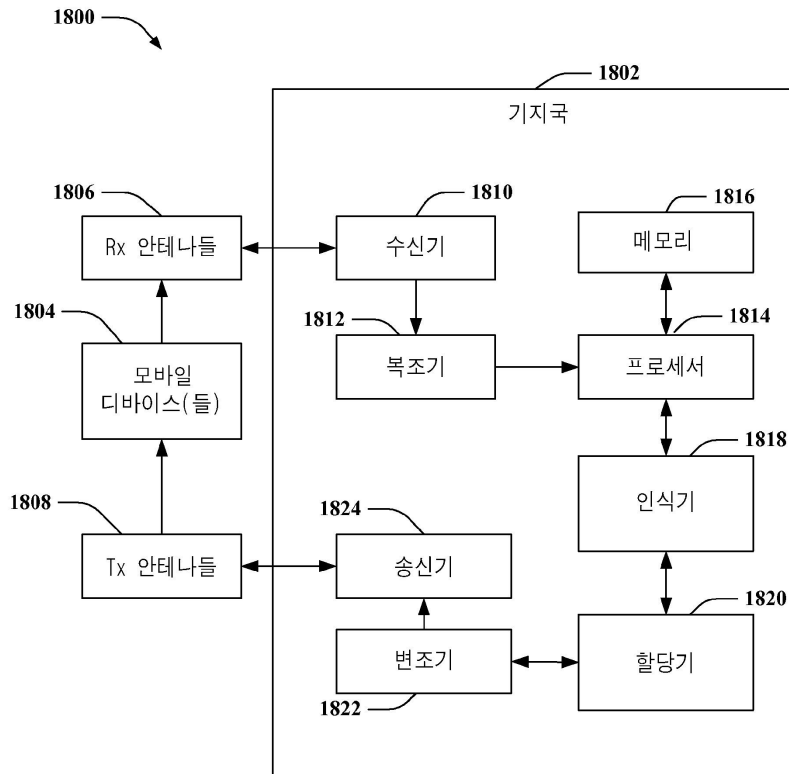 1800
1802
기지국
1806
Rx 안테나들
1810
수신기
1816
메모리
1804
모바일
디바이스(들)
1812
복조기
1814
프로세서
1818
인식기
1808
Tx 안테나들
1824
송신기
1820
할당기
변조기
1822